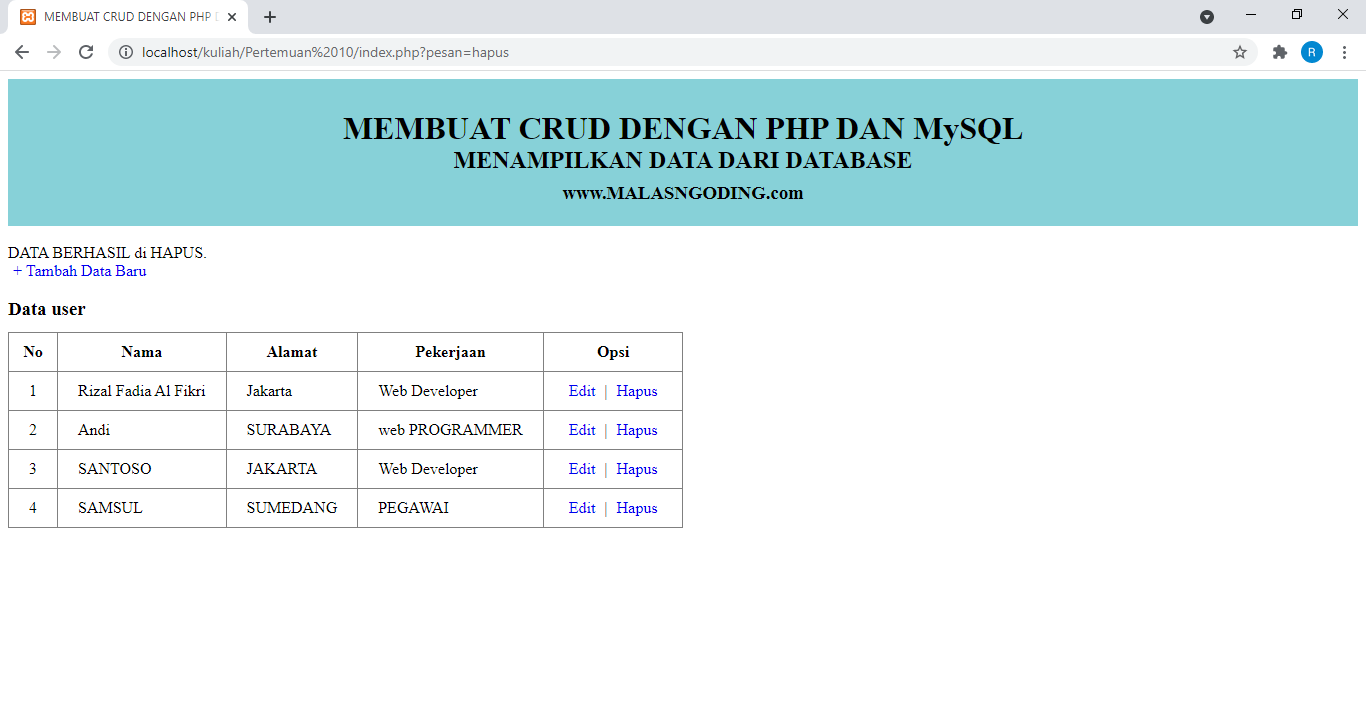 MEMBUAT CRUD DENGAN PHP D
localhost/kuliah/Pertemuan%2010/index.php?pesan=hapus
R
MEMBUAT CRUD DENGAN PHP DAN MySQL
MENAMPILKAN DATA DARI DATABASE
www.MALASNGODING.com
DATA BERHASIL di HAPUS.
+ Tambah Data Baru
Data user
No Nama Alamat Pekerjaan Opsi
1 Rizal Fadia Al Fikri Jakarta Web Developer Edit | Hapus
2 Andi SURABAYA web PROGRAMMER Edit | Hapus
3 SANTOSO JAKARTA Web Developer Edit | Hapus
4 SAMSUL SUMEDANG PEGAWAI Edit | Hapus